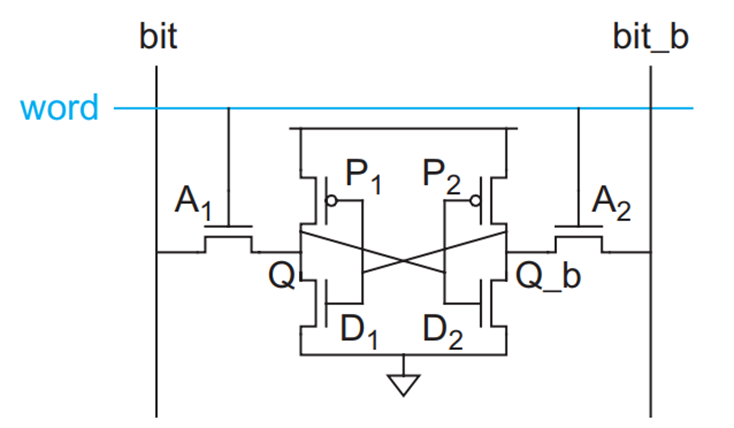 bit bit_b
word
P1 P2
A1 A2
Q Q_b
D1 D2